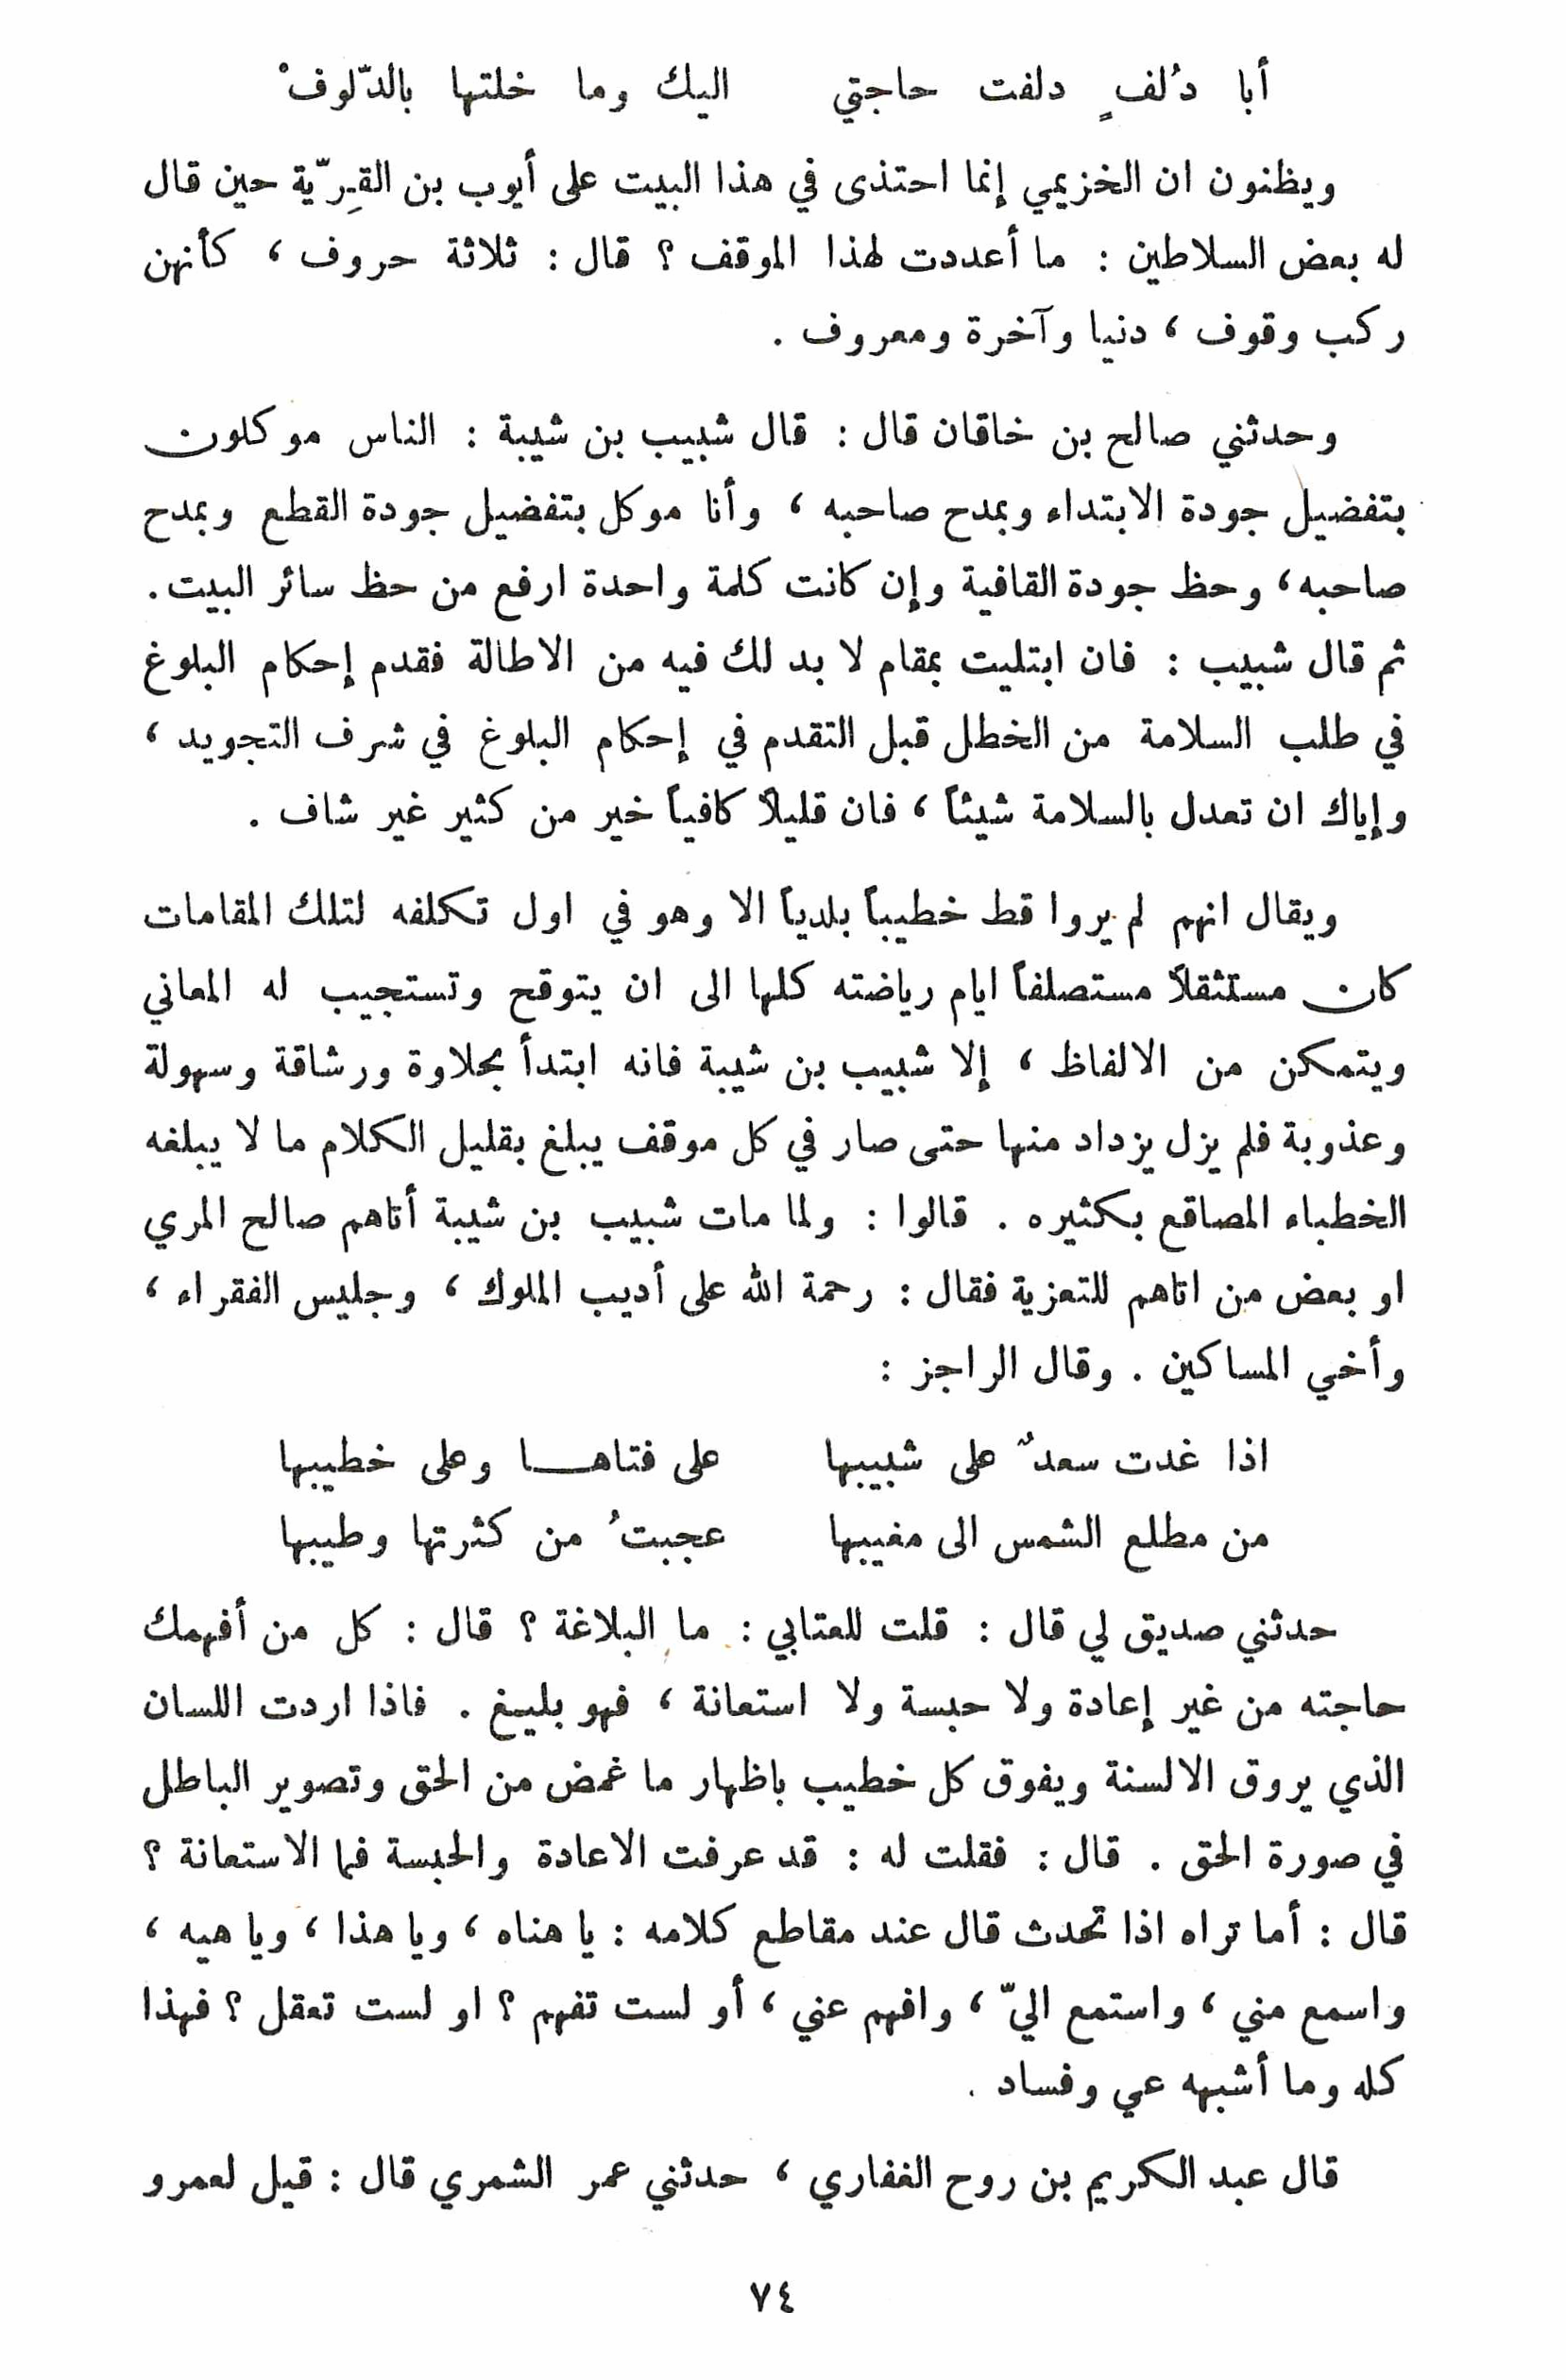 أبا دُلفٍ دلفت حاجتي اليك وما خلتها بالدّلوفْ
ويظنون ان الخزيمي إنما احتذى في هذا البيت على أيوب بن القِرّية حين قال
له بعض السلاطين : ما أعددت لهذا الموقف ؟ قال : ثلاثة حروف ، كأنهن
ركب وقوف ، دنيا وآخرة ومعروف .
وحدثني صالح بن خاقان قال : قال شبيب بن شيبة : الناس موكلون
بتفضيل جودة الابتداء وبمدح صاحبه ، وأنا موكل بتفضيل جودة القطع وبمدح
صاحبه ، وحظ جودة القافية وإن كانت كلمة واحدة ارفع من حظ سائر البيت .
ثم قال شبيب : فان ابتليت بمقام لا بد لك فيه من الاطالة فقدم إحكام البلوغ
في طلب السلامة من الخطل قبل التقدم في إحكام البلوغ في شرف التجويد ،
وإياك ان تعدل بالسلامة شيئاً ، فان قليلاً كافياً خير من كثير غير شاف .
ويقال انهم لم يروا قط خطيباً بلدياً الا وهو في اول تكلفه لتلك المقامات
كان مستثقلاً مستصلفاً ايام رياضته كلها الى ان يتوقح وتستجيب له المعاني
ويتمكن من الالفاظ ، إلا شبيب بن شيبة فانه ابتدأ بحلاوة ورشاقة وسهولة
وعذوبة فلم يزل يزداد منها حتى صار في كل موقف يبلغ بقليل الكلام ما لا يبلغه
الخطباء المصاقع بكثيره . قالوا : ولما مات شبيب بن شيبة أتاهم صالح المري
او بعض من اتاهم للتعزية فقال : رحمة الله على أديب الملوك ، وجليس الفقراء ،
وأخي المساكين . وقال الراجز :
اذا غدت سعدٌ على شبيبها على فتاهـا وعلى خطيبها
من مطلع الشمس الى مغيبها عجبتُ من كثرتها وطيبها
حدثني صديق لي قال : قلت للعتابي : ما البلاغة ؟ قال : كل من أفهمك
حاجته من غير إعادة ولا حبسة ولا استعانة ، فهو بليغ . فاذا اردت اللسان
الذي يروق الالسنة ويفوق كل خطيب باظهار ما غمض من الحق وتصوير الباطل
في صورة الحق . قال : فقلت له : قد عرفت الاعادة والحبسة فما الاستعانة ؟
قال : أما تراه اذا تحدث قال عند مقاطع كلامه : يا هناه ، ويا هذا ، ويا هيه ،
واسمع مني ، واستمع اليّ ، وافهم عني ، أو لست تفهم ؟ او لست تعقل ؟ فهذا
كله وما أشبهه عي وفساد .
قال عبد الكريم بن روح الغفاري ، حدثني عمر الشمري قال : قيل لعمرو
٧٤